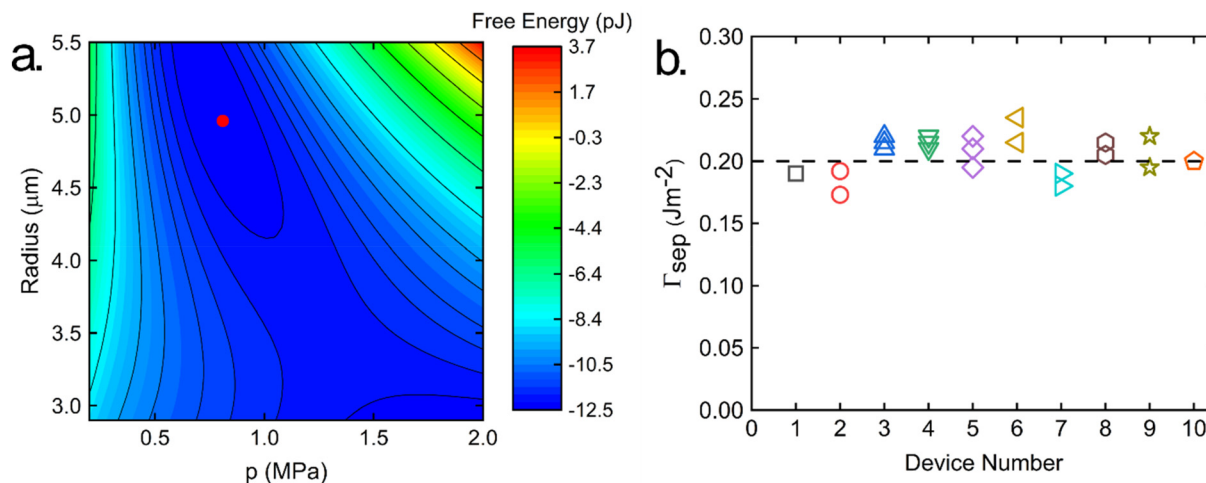 a.
Free Energy (pJ)
5.5
5.0
4.5
4.0
3.5
3.0
Radius (μm)
0.5 1.0 1.5 2.0
p (MPa)
3.7
1.7
-0.3
-2.4
-4.4
-6.4
-8.4
-10.5
-12.5
b.
0.30
0.25
0.20
0.15
0.10
0.05
0.00
Γsep (Jm-2)
0 1 2 3 4 5 6 7 8 9 10
Device Number